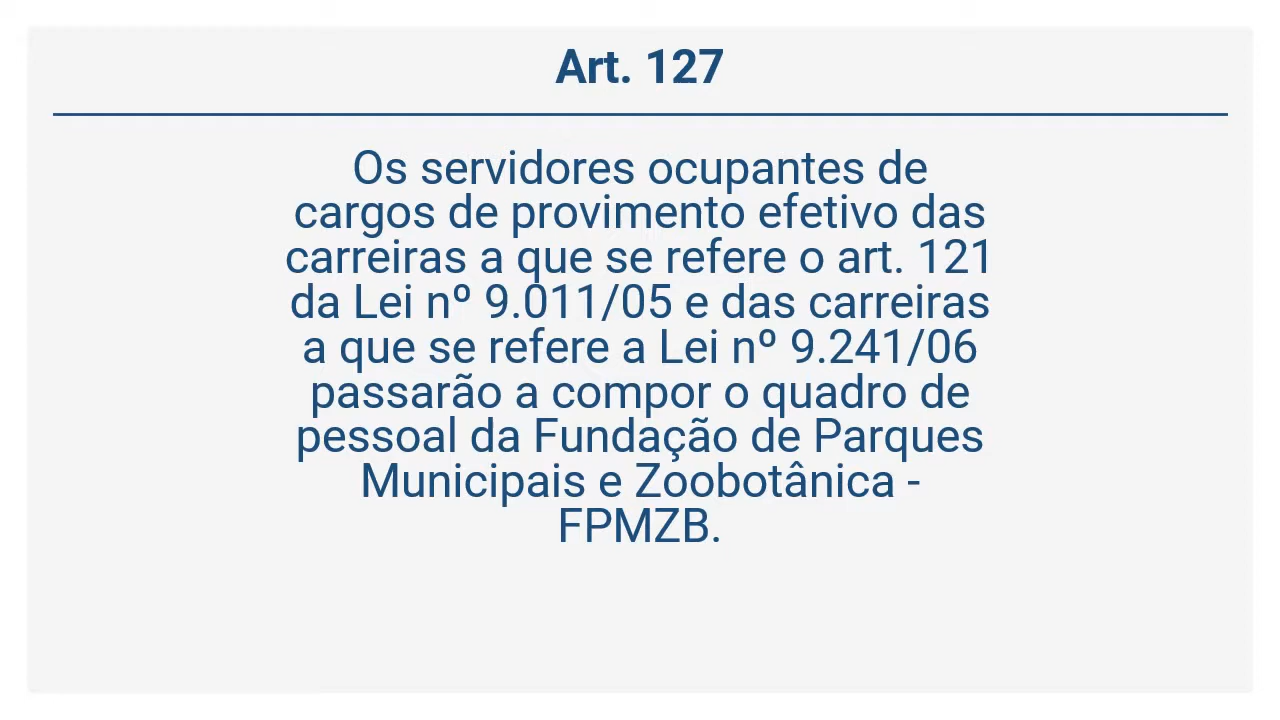 Art. 127
Os servidores ocupantes de
cargos de provimento efetivo das
carreiras a que se refere o art. 121
da Lei nº 9.011/05 e das carreiras
a que se refere a Lei nº 9.241/06
passarão a compor o quadro de
pessoal da Fundação de Parques
Municipais e Zoobotânica -
FPMZB.